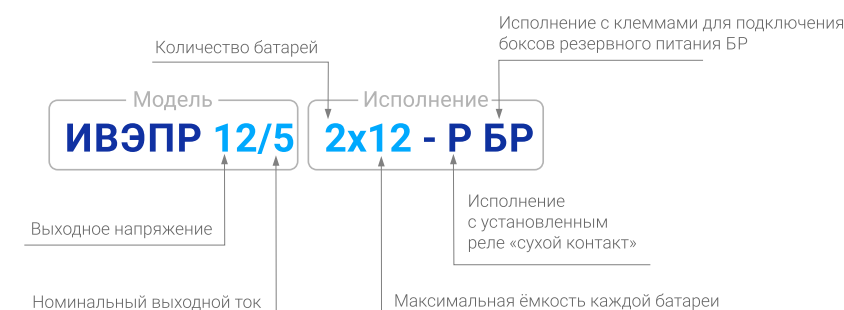 Исполнение с клеммами для подключения
боксов резервного питания БР
Количество батарей
Модель
Исполнение
ИВЭПР 12/5 2х12 - Р БР
Исполнение
с установленным
реле «сухой контакт»
Выходное напряжение
Номинальный выходной ток
Максимальная ёмкость каждой батареи